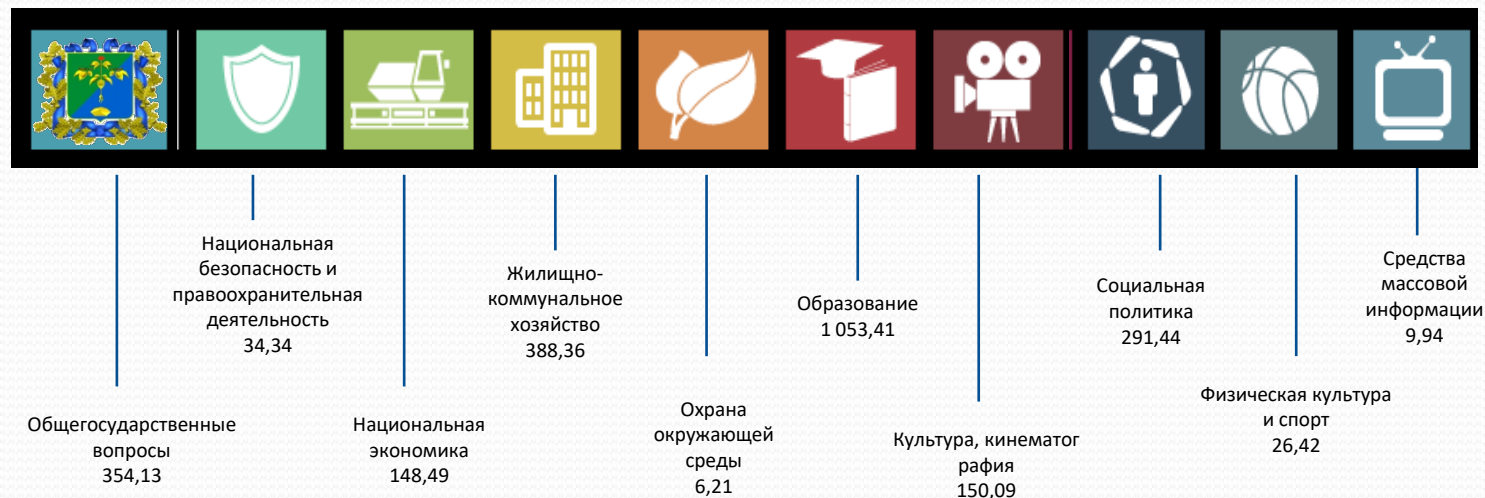 Общегосударственные
вопросы
354,13
Национальная
безопасность и
правоохранительная
деятельность
34,34
Национальная
экономика
148,49
Жилищно-
коммунальное
хозяйство
388,36
Охрана
окружающей
среды
6,21
Образование
1 053,41
Культура, кинематог
рафия
150,09
Социальная
политика
291,44
Физическая культура
и спорт
26,42
Средства
массовой
информации
9,94